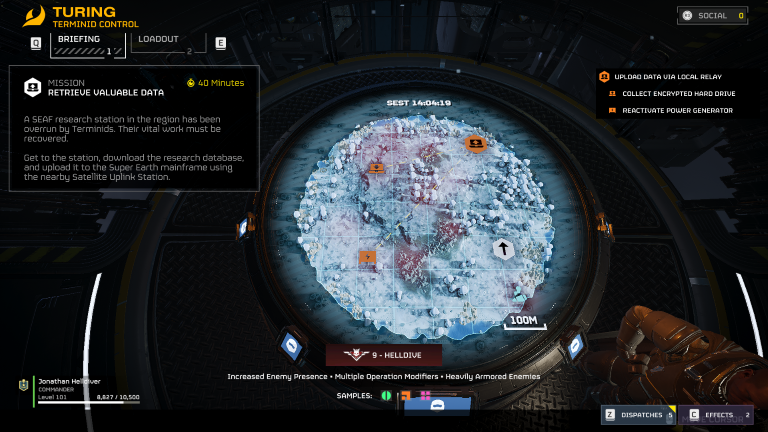 TURING
TERMINID CONTROL
SOCIAL 0
Q
BRIEFING
1
LOADOUT
2
E
MISSION
40 Minutes
RETRIEVE VALUABLE DATA
A SEAF research station in the region has been
overrun by Terminids. Their vital work must be
recovered.
Get to the station, download the research database,
and upload it to the Super Earth mainframe using
the nearby Satellite Uplink Station.
UPLOAD DATA VIA LOCAL RELAY
COLLECT ENCRYPTED HARD DRIVE
REACTIVATE POWER GENERATOR
SEST 14:04:19
100M
9 - HELLDIVE
Increased Enemy Presence • Multiple Operation Modifiers • Heavily Armored Enemies
SAMPLES:
Jonathan Helldiver
COMMANDER
Level 101
8,827 / 10,500
Z
DISPATCHES 5
C
EFFECTS 2